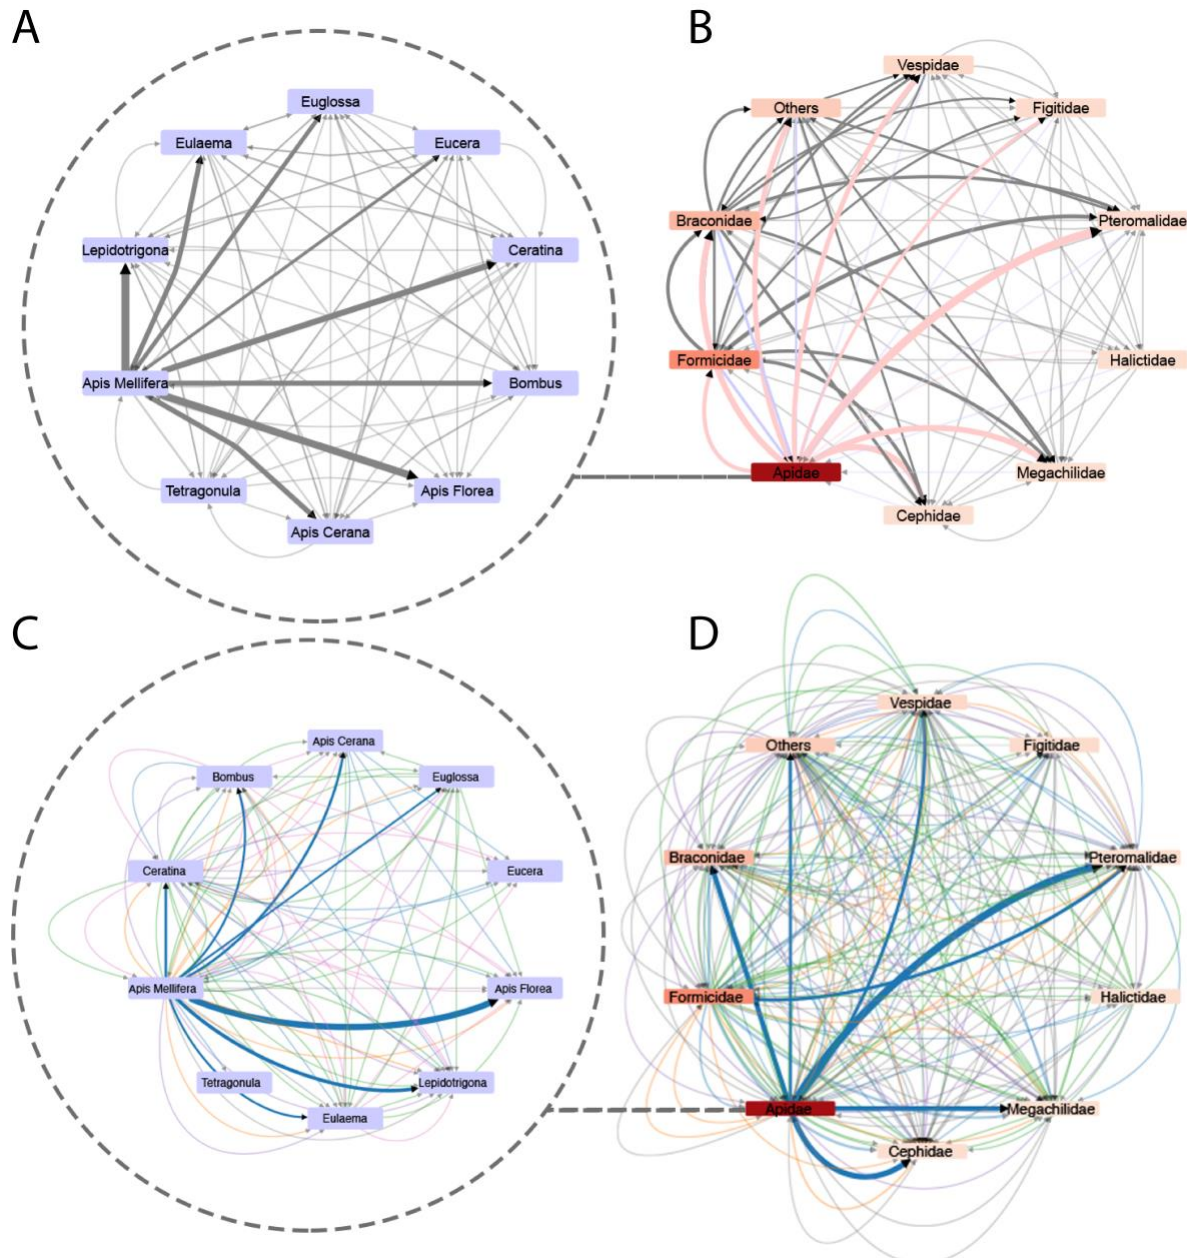 A
Euglossa
Eulaema
Eucera
Lepidotrigona
Ceratina
Apis Mellifera
Bombus
Tetragonula
Apis Florea
Apis Cerana
B
Vespidae
Others
Figitidae
Braconidae
Pteromalidae
Formicidae
Halictidae
Apidae
Megachilidae
Cephidae
C
Apis Cerana
Bombus
Euglossa
Ceratina
Eucera
Apis Mellifera
Apis Florea
Tetragonula
Lepidotrigona
Eulaema
D
Vespidae
Others
Figitidae
Braconidae
Pteromalidae
Formicidae
Halictidae
Apidae
Megachilidae
Cephidae